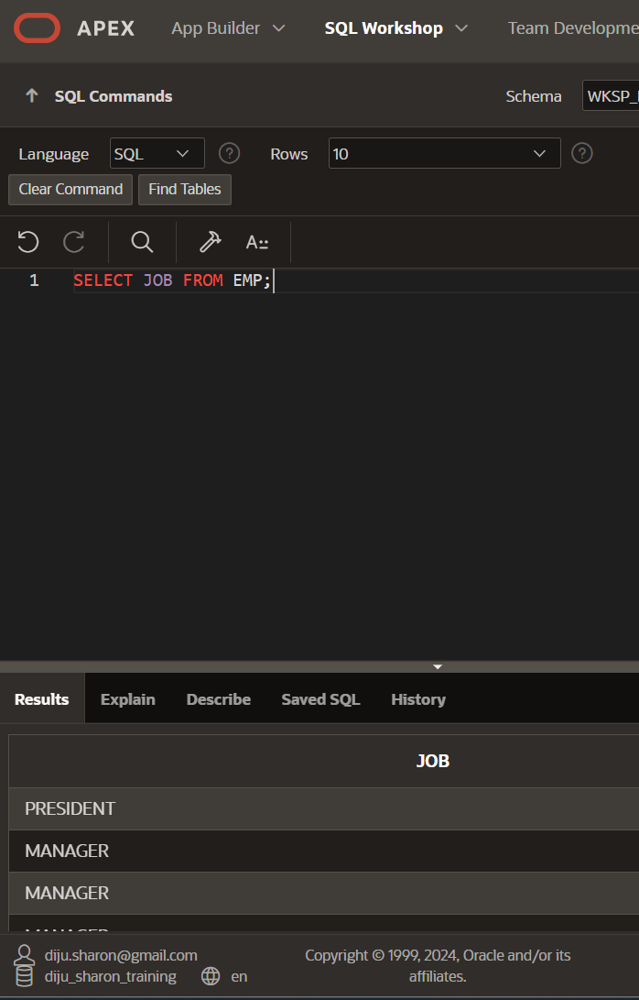 APEX App Builder SQL Workshop Team Developme
SQL Commands Schema WKSP_
Language SQL ? Rows 10 ?
Clear Command Find Tables
A::
1 SELECT JOB FROM EMP;
Results Explain Describe Saved SQL History
JOB
PRESIDENT
MANAGER
MANAGER
MANAGER
diju.sharon@gmail.com Copyright © 1999, 2024, Oracle and/or its
diju_sharon_training en affiliates.